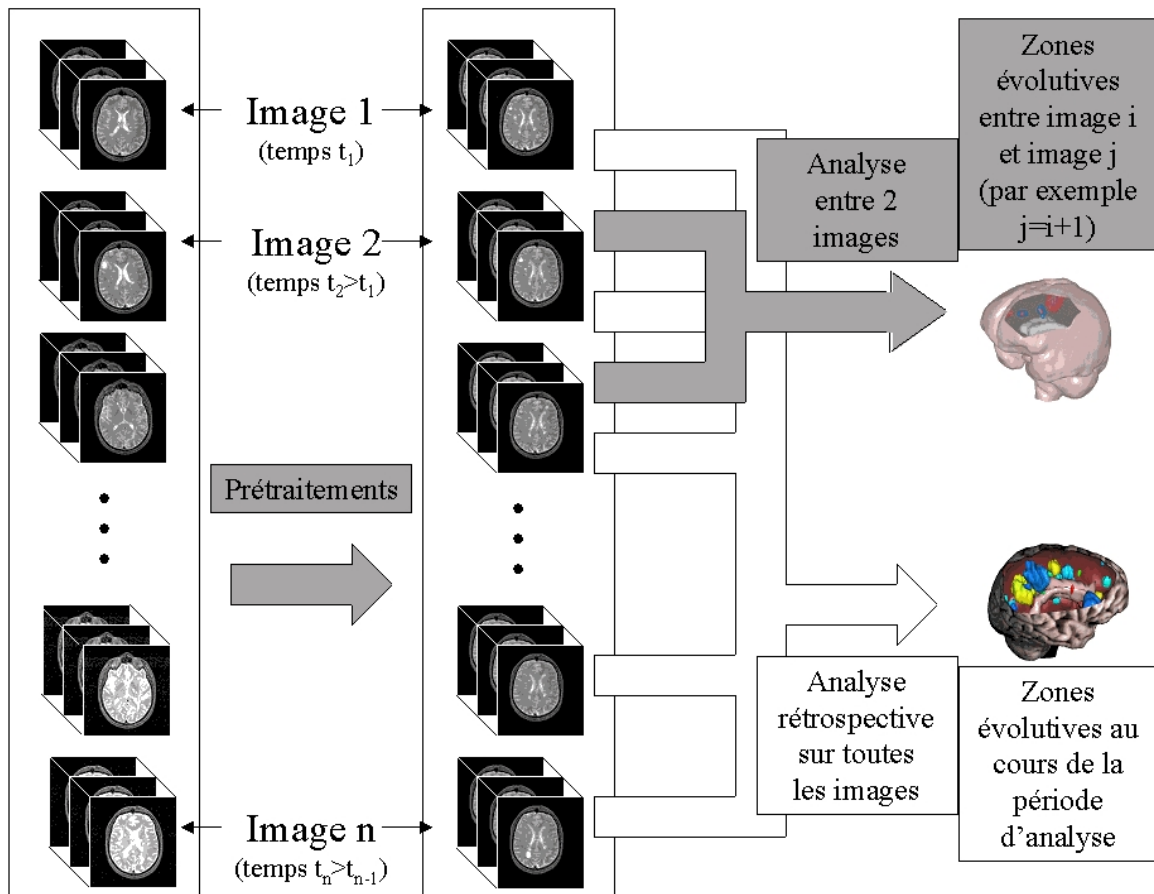 Image 1
(temps t₁)
Image 2
(temps t₂>t₁)
Prétraitements
Image n
(temps tₙ>tₙ₋₁)
Analyse
entre 2
images
Zones
évolutives
entre image i
et image j
(par exemple
j=i+1)
Analyse
rétrospective
sur toutes
les images
Zones
évolutives au
cours de la
période
d’analyse